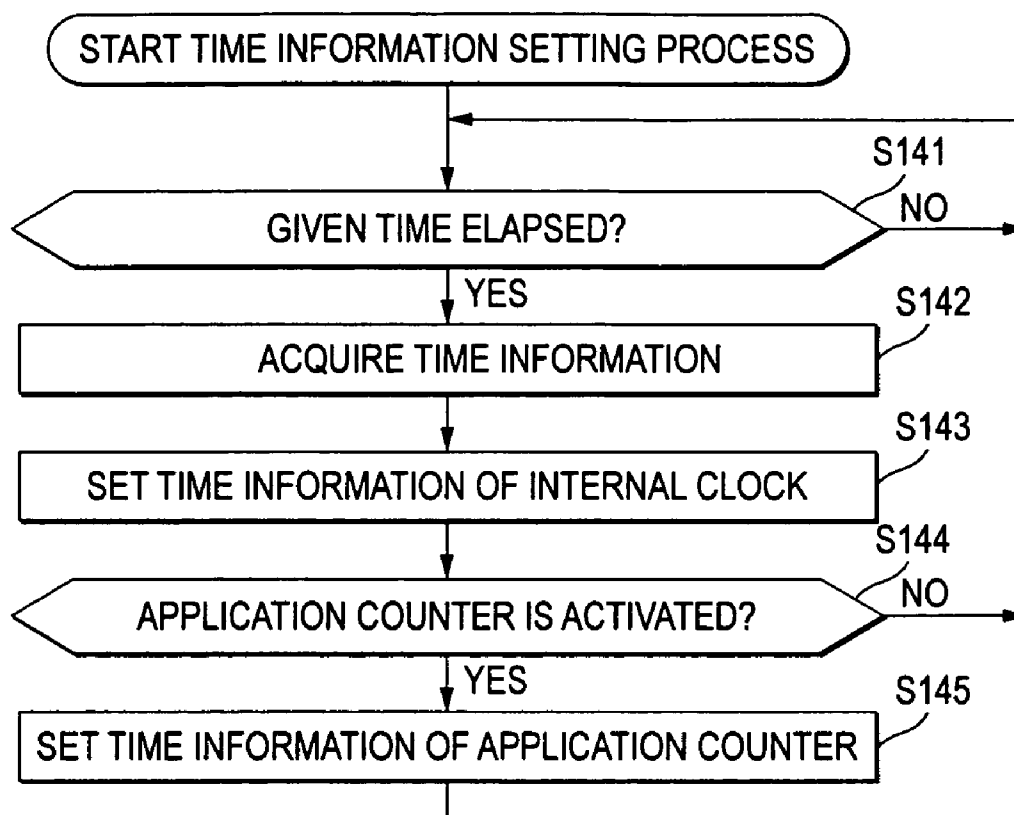 START TIME INFORMATION SETTING PROCESS
S141
GIVEN TIME ELAPSED?
NO
YES
S142
ACQUIRE TIME INFORMATION
S143
SET TIME INFORMATION OF INTERNAL CLOCK
S144
APPLICATION COUNTER IS ACTIVATED?
NO
YES
S145
SET TIME INFORMATION OF APPLICATION COUNTER